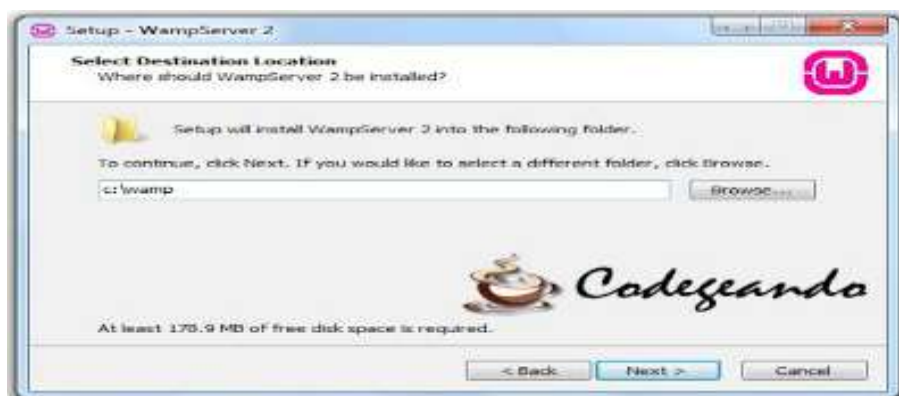 Setup - WampServer 2
Select Destination Location
Where should WampServer 2 be installed?
Setup will install WampServer 2 into the following folder.
To continue, click Next. If you would like to select a different folder, click Browse.
c:\wamp
Browse...
Codegeando
At least 178.9 MB of free disk space is required.
< Back
Next >
Cancel